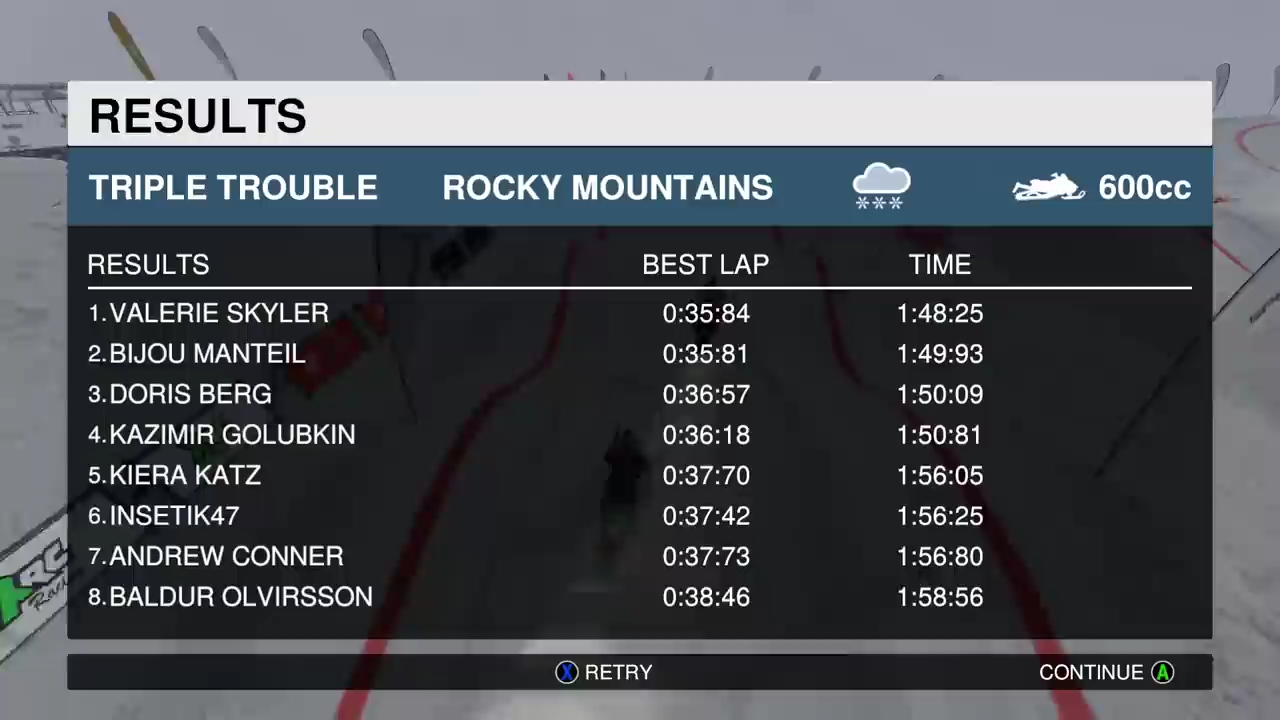 RESULTS
TRIPLE TROUBLE ROCKY MOUNTAINS 600cc
RESULTS BEST LAP TIME
1. VALERIE SKYLER 0:35:84 1:48:25
2. BIJOU MANTEIL 0:35:81 1:49:93
3. DORIS BERG 0:36:57 1:50:09
4. KAZIMIR GOLUBKIN 0:36:18 1:50:81
5. KIERA KATZ 0:37:70 1:56:05
6. INSETIK47 0:37:42 1:56:25
7. ANDREW CONNER 0:37:73 1:56:80
8. BALDUR OLVIRSSON 0:38:46 1:58:56
X RETRY CONTINUE A